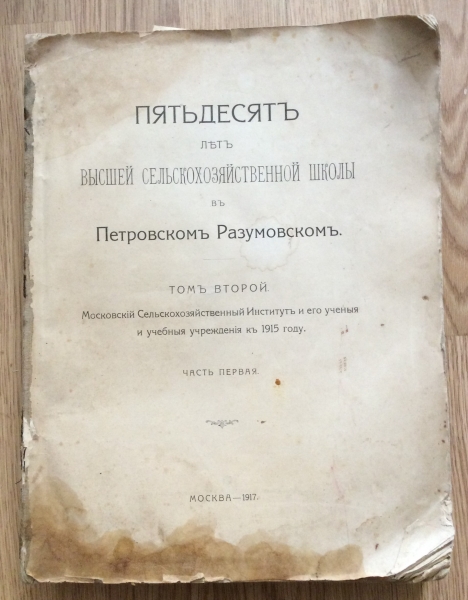 ПЯТЬДЕСЯТЪ
ЛѢТЪ
ВЫСШЕЙ СЕЛЬСКОХОЗЯЙСТВЕННОЙ ШКОЛЫ
ВЪ
ПЕТРОВСКОМЪ РАЗУМОВСКОМЪ.
ТОМЪ ВТОРОЙ.
Московскій Сельскохозяйственный Институтъ и его ученыя
и учебныя учрежденія къ 1915 году.
ЧАСТЬ ПЕРВАЯ.
МОСКВА—1917.